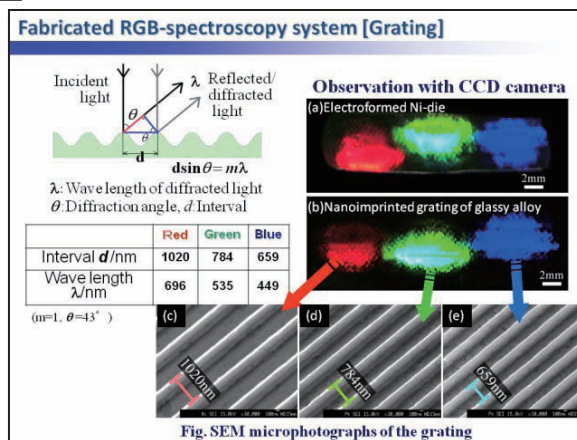 Fabricated RGB-spectroscopy system [Grating]
Incident light
λ
Reflected/ diffracted light
θ
θ
d
dsin θ = mλ
λ: Wave length of diffracted light
θ:Diffraction angle, d:Interval
Red Green Blue
Interval d/nm 1020 784 659
Wave length λ/nm 696 535 449
(m=1, θ=43°)
Observation with CCD camera
(a)Electroformed Ni-die
2mm
(b)Nanoimprinted grating of glassy alloy
2mm
(c)
1020nm
(d)
784nm
(e)
659nm
Fig. SEM microphotographs of the grating